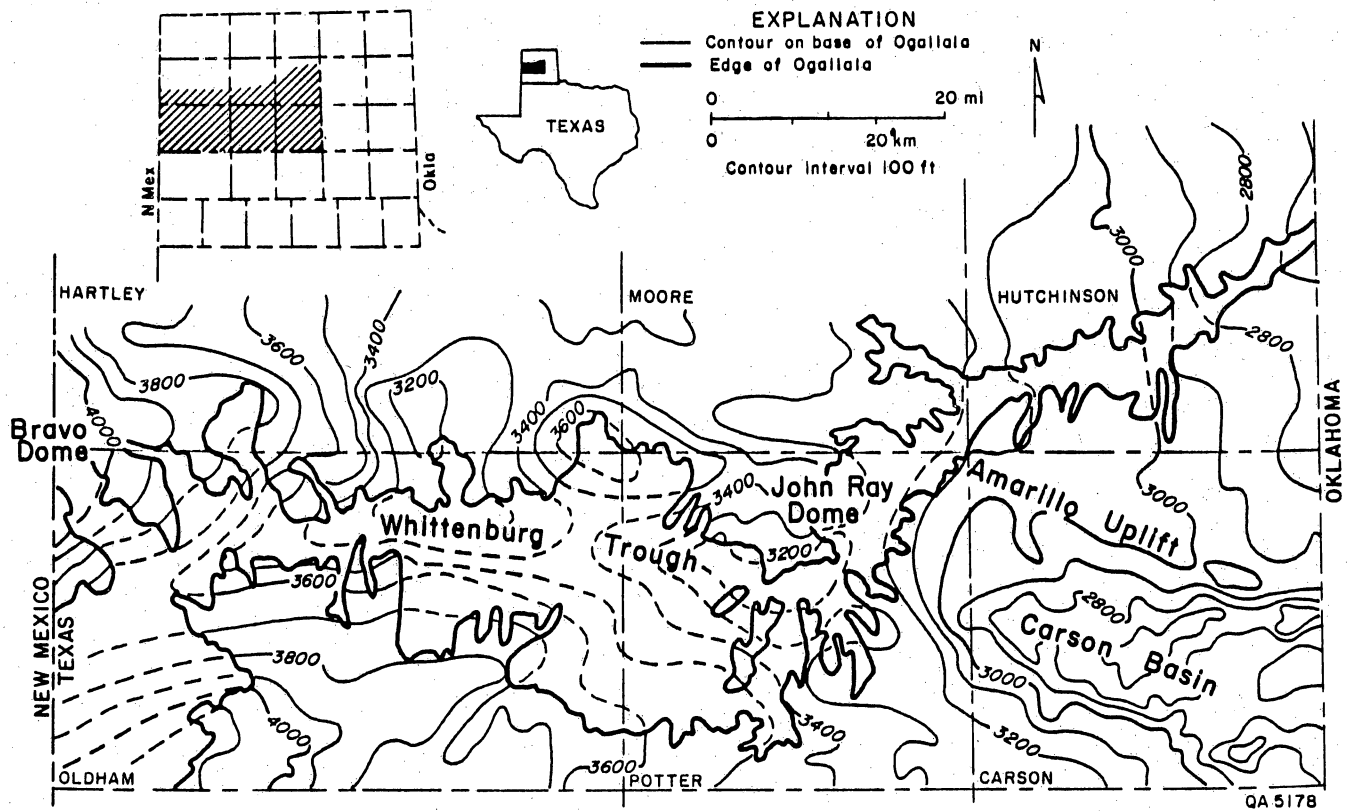 EXPLANATION
Contour on base of Ogallala
Edge of Ogallala
0 20 mi
0 20 km
Contour Interval 100 ft
N
N Mex
Okla
TEXAS
HARTLEY
MOORE
HUTCHINSON
2800
3000
2800
3600
3400
3800
3200
4000
3400
3600
Bravo
Dome
OKLAHOMA
3400
John Ray
Dome
Amarillo Uplift
3000
Whittenburg
Trough
3200
3600
2800
Carson Basin
NEW MEXICO
TEXAS
3800
3000
4000
3400
3200
3600
OLDHAM
POTTER
CARSON
QA 5178